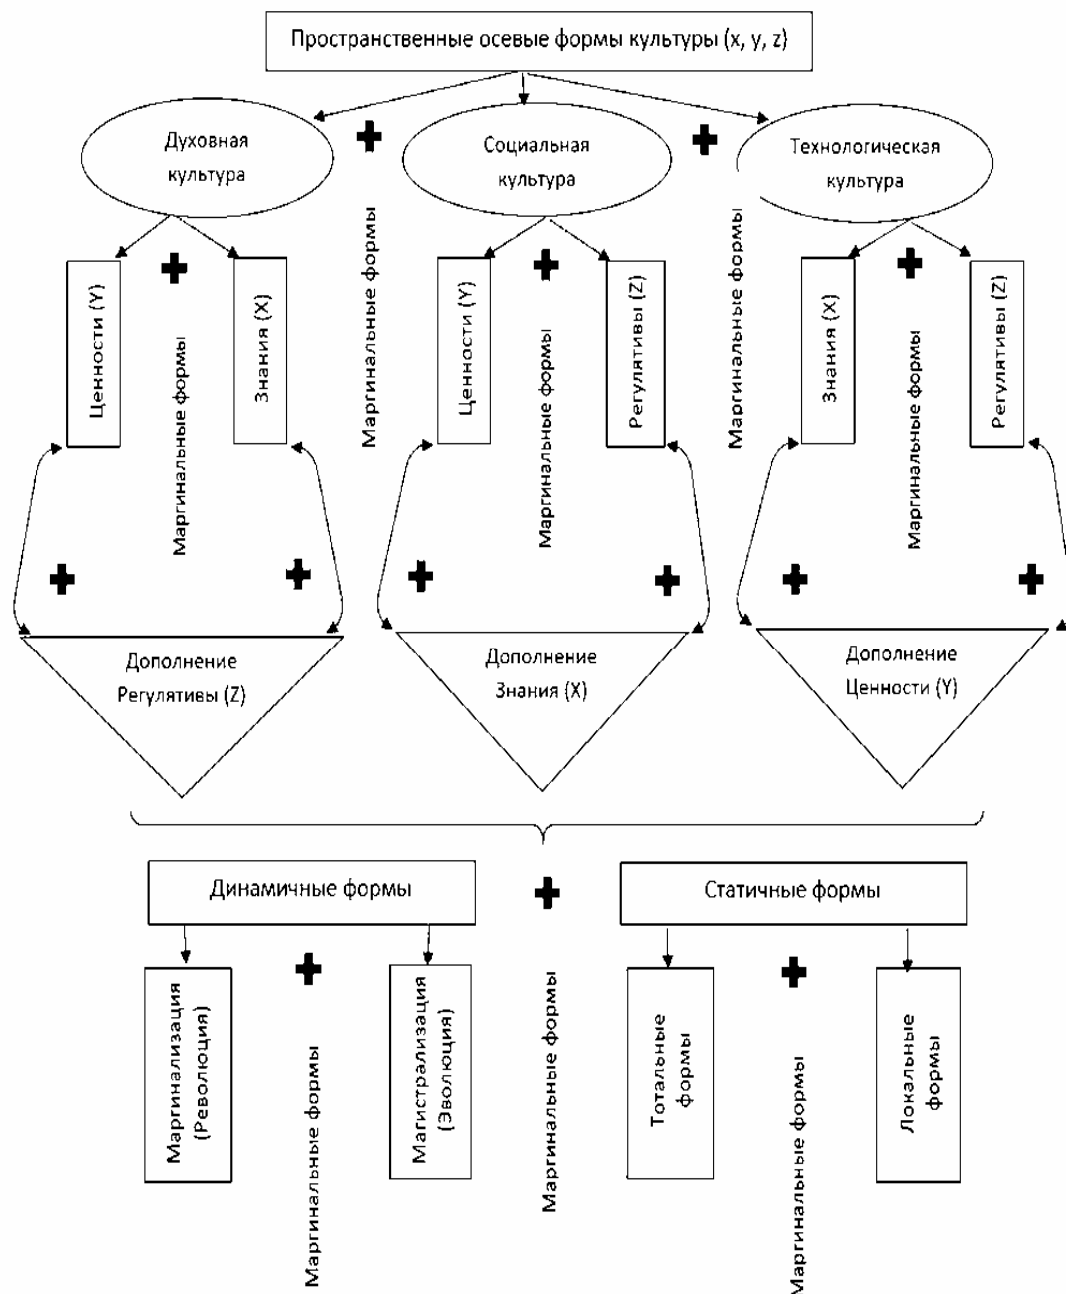 Пространственные осевые формы культуры (x, y, z)
Духовная
культура
Социальная
культура
Технологическая
культура
Маргинальные формы
Маргинальные формы
Ценности (Y)
Маргинальные формы
Знания (X)
Ценности (Y)
Маргинальные формы
Регулятивы (Z)
Знания (X)
Маргинальные формы
Регулятивы (Z)
Дополнение
Регулятивы (Z)
Дополнение
Знания (X)
Дополнение
Ценности (Y)
Динамичные формы
Статичные формы
Маргинализация
(Революция)
Маргинальные формы
Магистрализация
(Эволюция)
Маргинальные формы
Тотальные
формы
Маргинальные формы
Локальные
формы